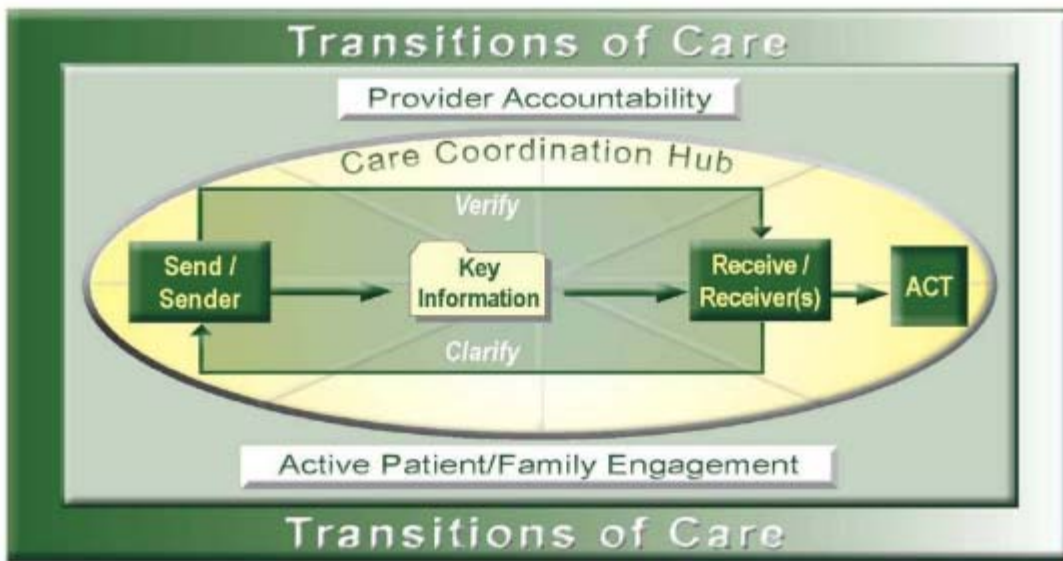 Transitions of Care
Provider Accountability
Care Coordination Hub
Verify
Send /
Sender
Key
Information
Receive /
Receiver(s)
ACT
Clarify
Active Patient/Family Engagement
Transitions of Care